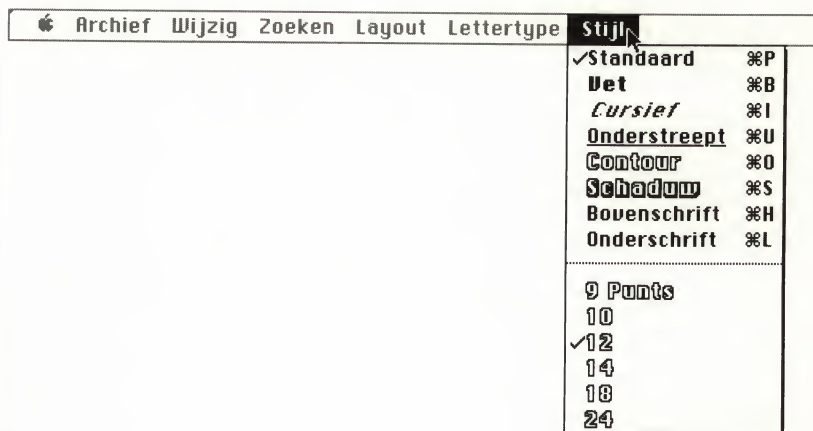 Archief Wijzig Zoeken Layout Lettertype Stijl
✓Standaard ⌘P
Vet ⌘B
Cursief ⌘I
Onderstreept ⌘U
Contour ⌘O
Schaduw ⌘S
Bovenschrift ⌘H
Onderschrift ⌘L
9 Punts
10
✓12
14
18
24